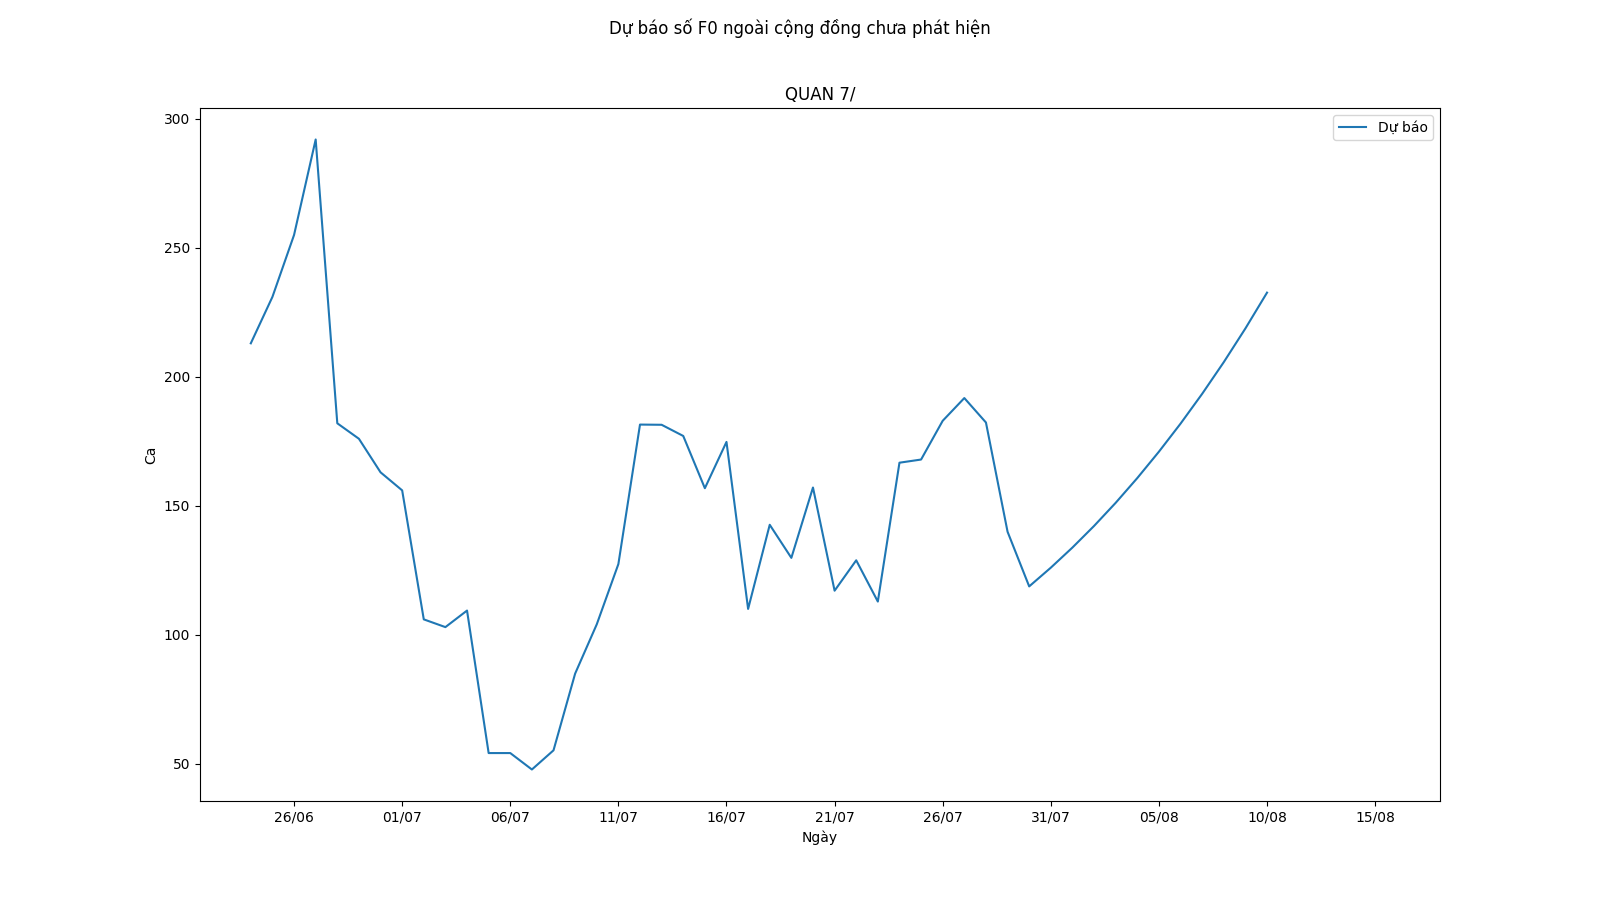 Dự báo số F0 ngoài cộng đồng chưa phát hiện
QUAN 7/
Dự báo
300
250
200
150
100
50
Ca
26/06 01/07 06/07 11/07 16/07 21/07 26/07 31/07 05/08 10/08 15/08
Ngày